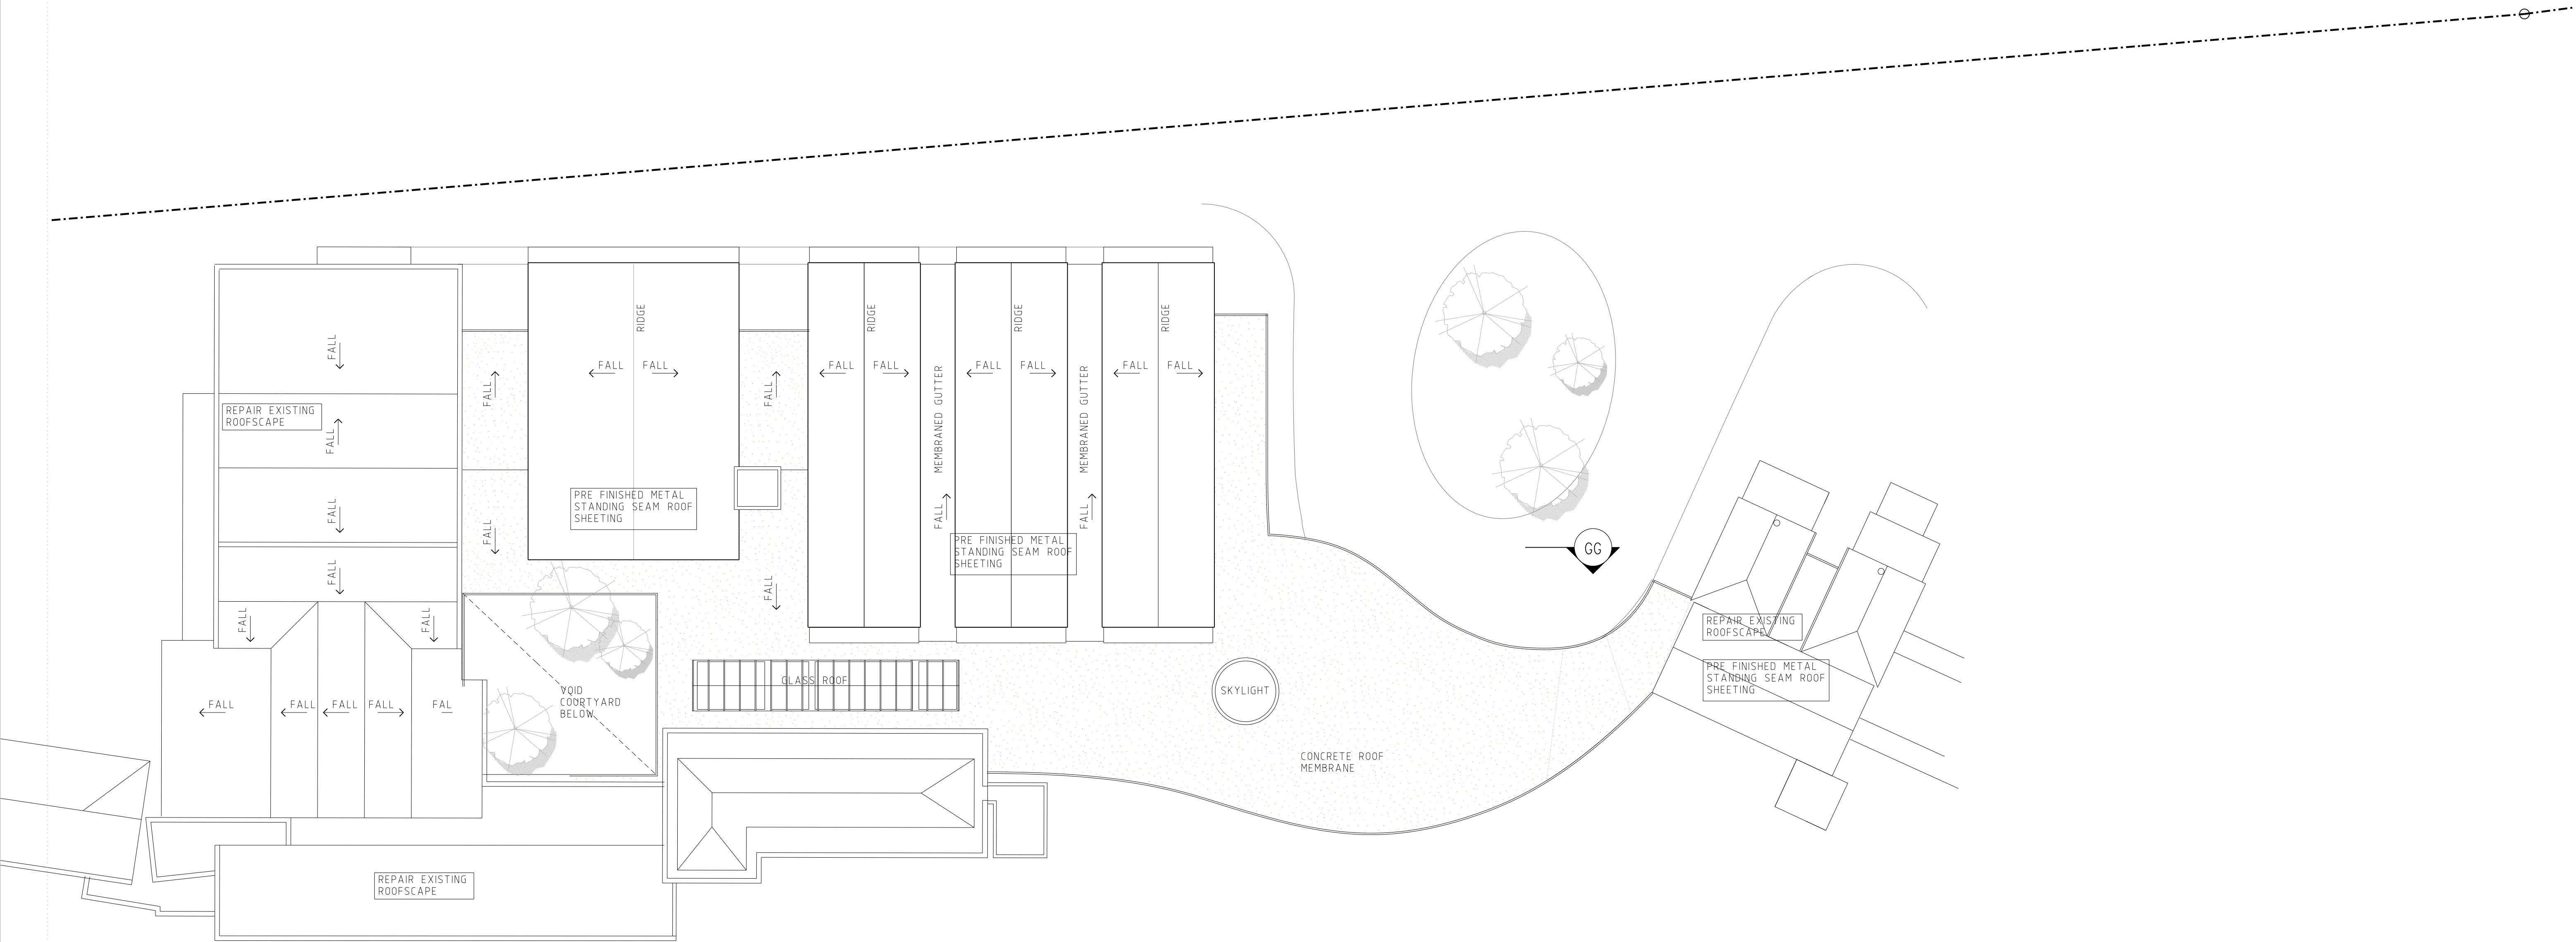 RIDGE
RIDGE
RIDGE
RIDGE
FALL
FALL
FALL
FALL
FALL
FALL
FALL
FALL
FALL
FALL
FALL
MEMBRANED GUTTER
MEMBRANED GUTTER
REPAIR EXISTING
ROOFSCAPE
FALL
PRE FINISHED METAL
STANDING SEAM ROOF
SHEETING
FALL
FALL
FALL
FALL
PRE FINISHED METAL
STANDING SEAM ROOF
SHEETING
GG
FALL
FALL
FALL
FALL
REPAIR EXISTING
ROOFSCAPE
PRE FINISHED METAL
STANDING SEAM ROOF
SHEETING
GLASS ROOF
SKYLIGHT
VOID
COURTYARD
BELOW
FALL
FALL
FALL
FALL
FAL
CONCRETE ROOF
MEMBRANE
REPAIR EXISTING
ROOFSCAPE